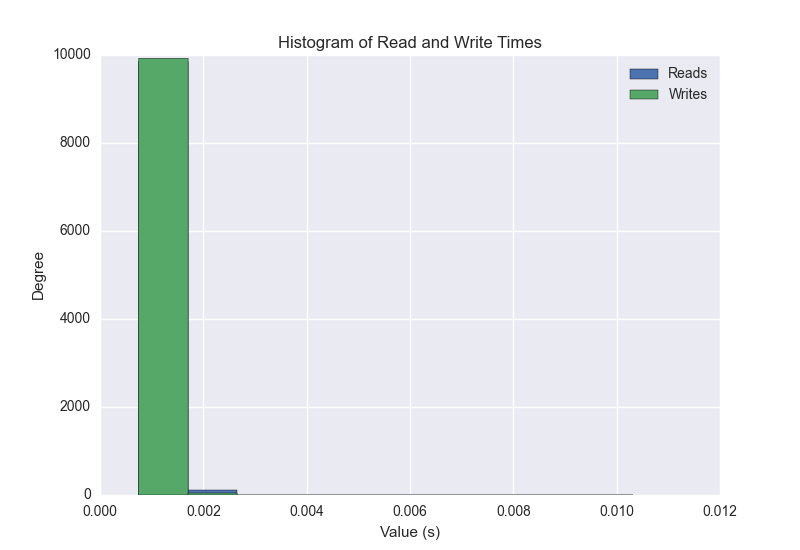 Histogram of Read and Write Times
Reads
Writes
10000
8000
6000
4000
2000
0
Degree
0.000 0.002 0.004 0.006 0.008 0.010 0.012
Value (s)